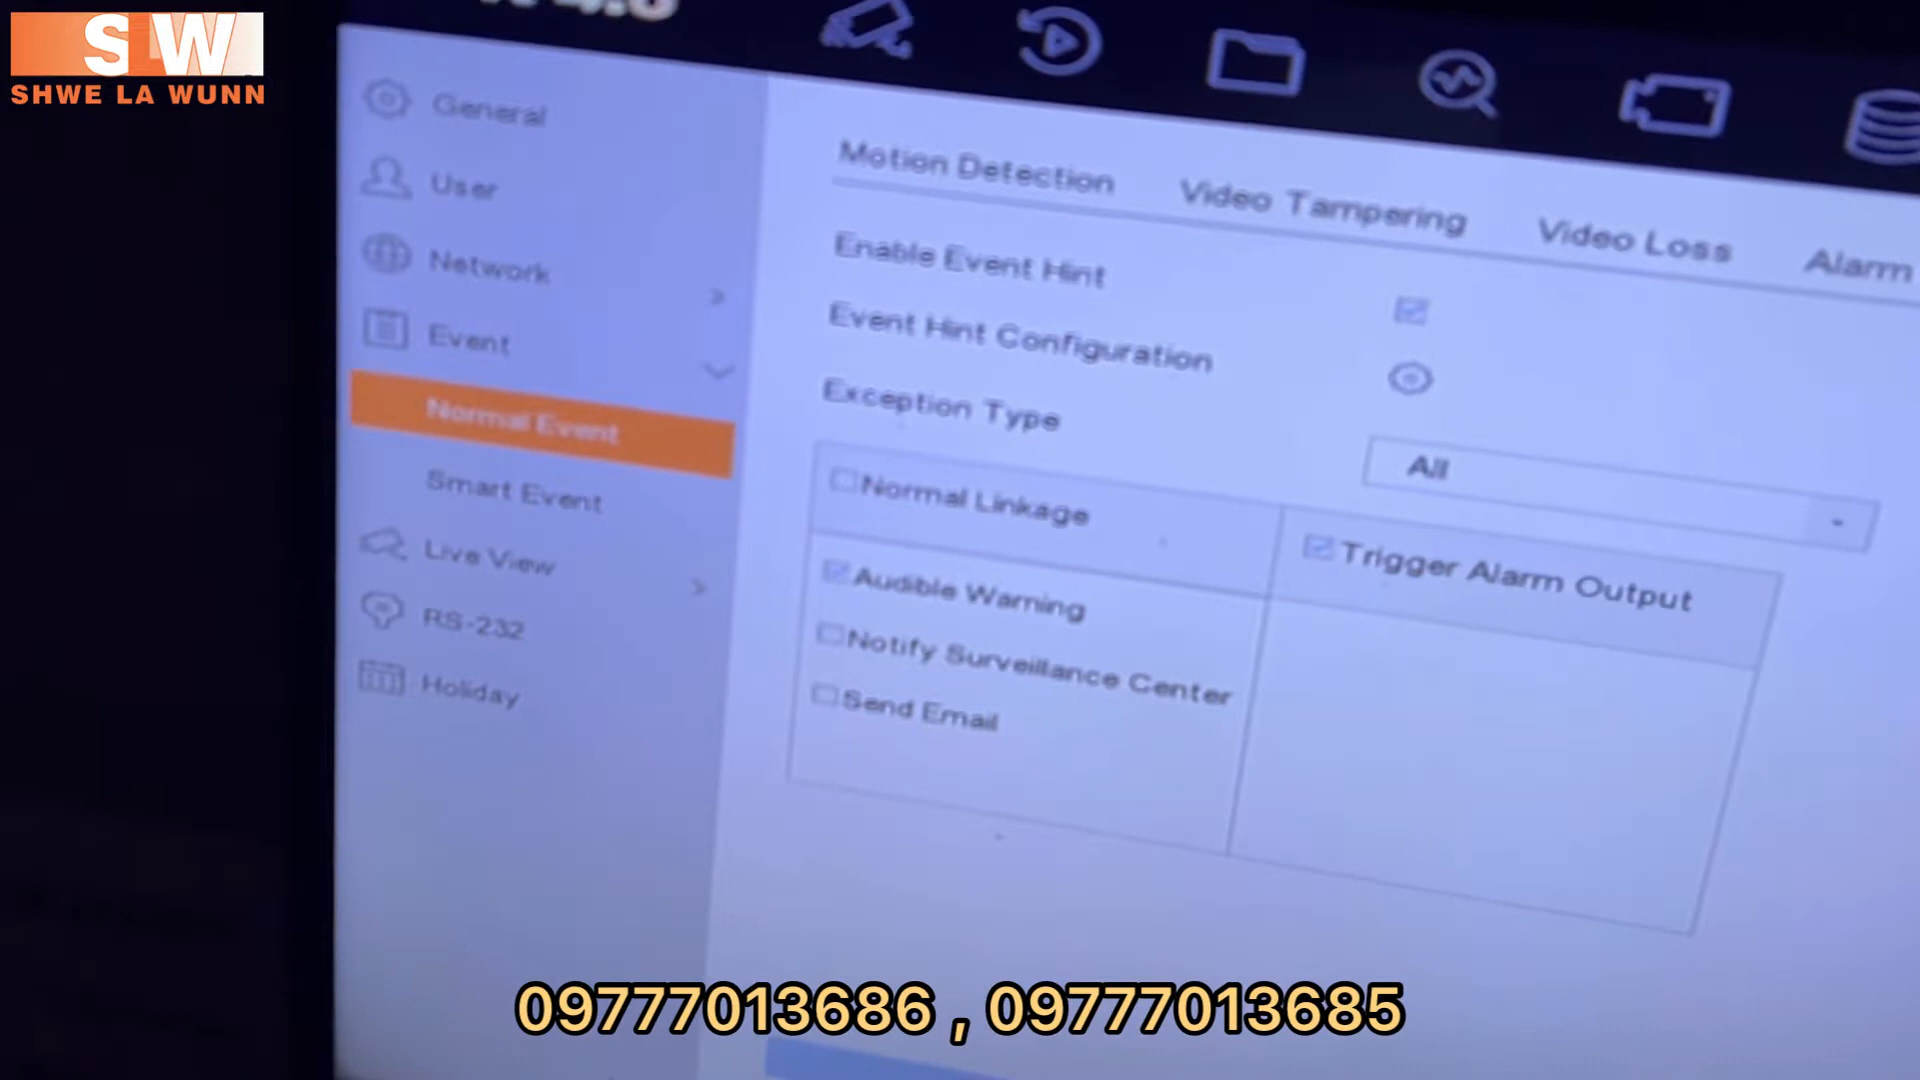 SLW
SHWE LA WUNN
General
User
Network
Event
Normal Event
Smart Event
Live View
RS-232
Holiday
Motion Detection Video Tampering Video Loss Alarm
Enable Event Hint
Event Hint Configuration
Exception Type All
Normal Linkage Trigger Alarm Output
Audible Warning
Notify Surveillance Center
Send Email
09777013686 , 09777013685